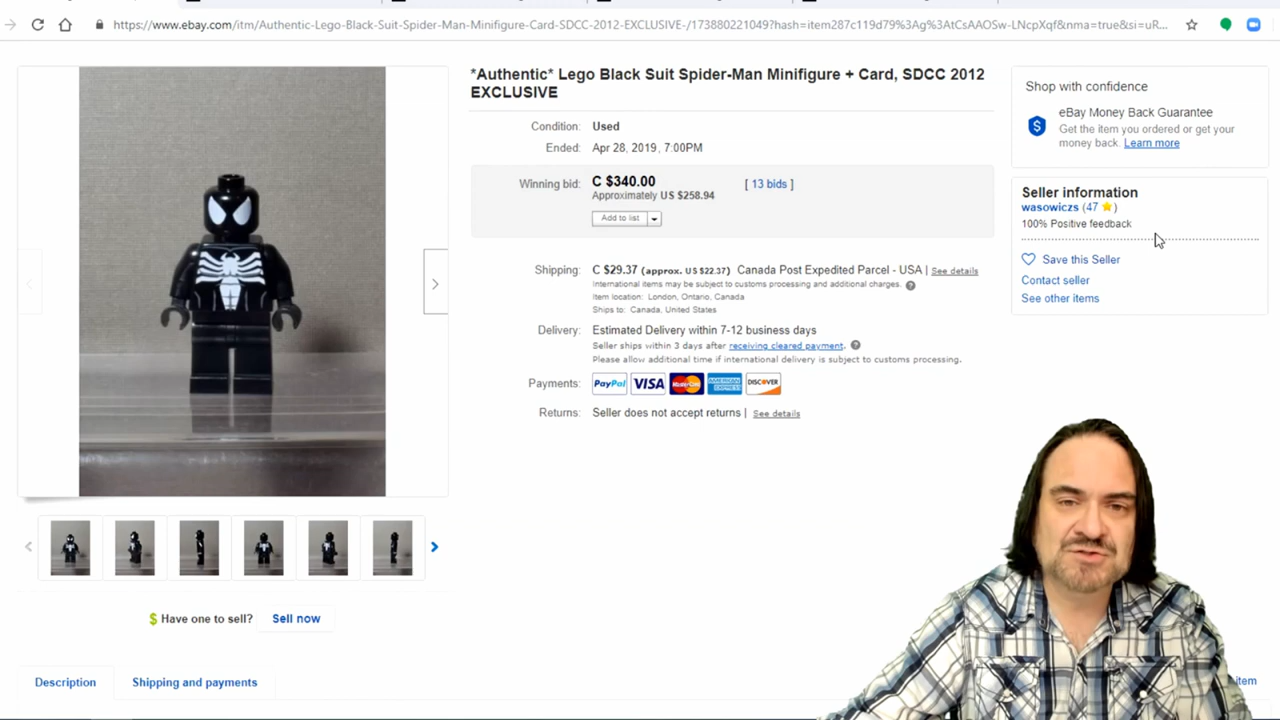 https://www.ebay.com/itm/Authentic-Lego-Black-Suit-Spider-Man-Minifigure-Card-SDCC-2012-EXCLUSIVE-/173880221049?hash=item287c119d79%3Ag%3AtCsAAOSw-LNcpXqf&nma=true&si=uR...
*Authentic* Lego Black Suit Spider-Man Minifigure + Card, SDCC 2012
EXCLUSIVE
Condition: Used
Ended: Apr 28, 2019 , 7:00PM
Winning bid: C $340.00 [ 13 bids ]
Approximately US $258.94
Add to list
Shipping: C $29.37 (approx. US $22.37) Canada Post Expedited Parcel - USA | See details
International items may be subject to customs processing and additional charges. ?
Item location: London, Ontario, Canada
Ships to: Canada, United States
Delivery: Estimated Delivery within 7-12 business days
Seller ships within 3 days after receiving cleared payment. ?
Please allow additional time if international delivery is subject to customs processing.
Payments: PayPal VISA MasterCard AMERICAN EXPRESS DISCOVER
Returns: Seller does not accept returns | See details
Shop with confidence
eBay Money Back Guarantee
Get the item you ordered or get your
money back. Learn more
Seller information
wasowiczs (47 ★)
100% Positive feedback
Save this Seller
Contact seller
See other items
$ Have one to sell? Sell now
Description
Shipping and payments
item